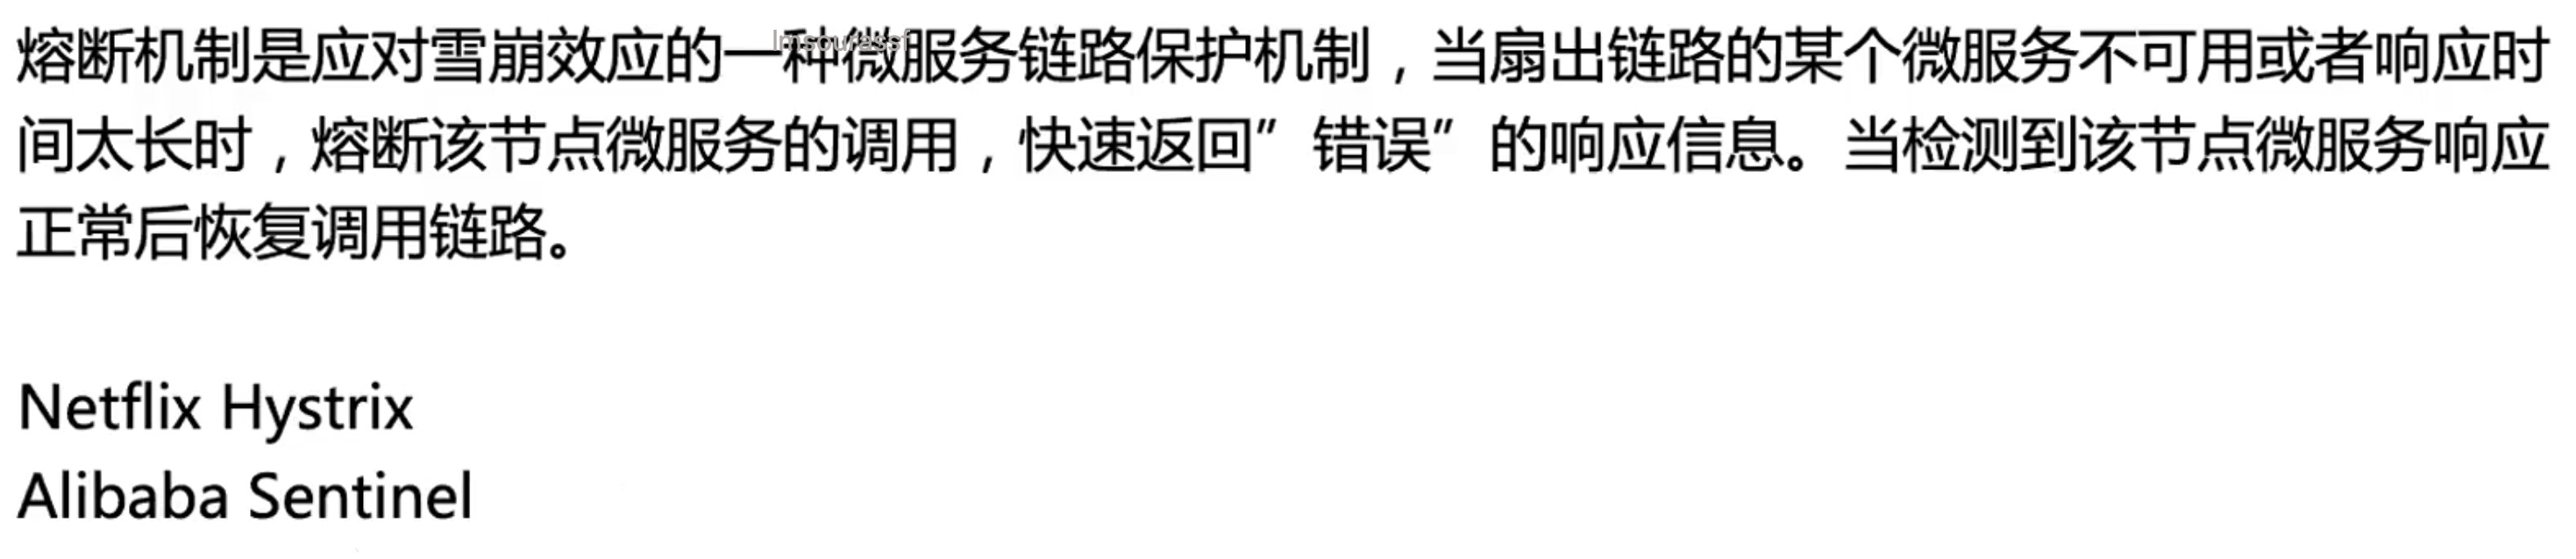 熔断机制是应对雪崩效应的一种微服务链路保护机制，当扇出链路的某个微服务不可用或者响应时
间太长时，熔断该节点微服务的调用，快速返回”错误”的响应信息。当检测到该节点微服务响应
正常后恢复调用链路。
Netflix Hystrix
Alibaba Sentinel